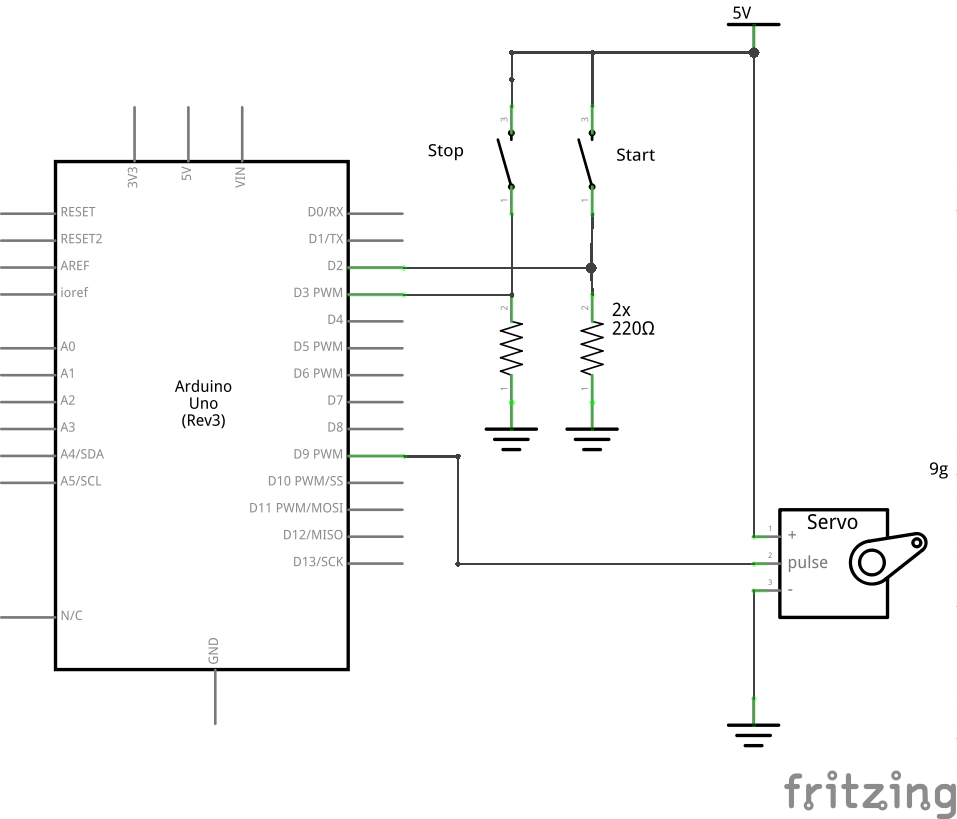 5V
3
3
Stop
Start
3V3
5V
VIN
1
1
RESET
D0/RX
RESET2
D1/TX
AREF
D2
ioref
D3 PWM
2
2
2x
220Ω
D4
A0
D5 PWM
A1
D6 PWM
1
1
Arduino
Uno
(Rev3)
A2
D7
A3
D8
A4/SDA
D9 PWM
A5/SCL
D10 PWM/SS
9g
D11 PWM/MOSI
D12/MISO
D13/SCK
Servo
1
+
2
pulse
3
-
N/C
GND
fritzing